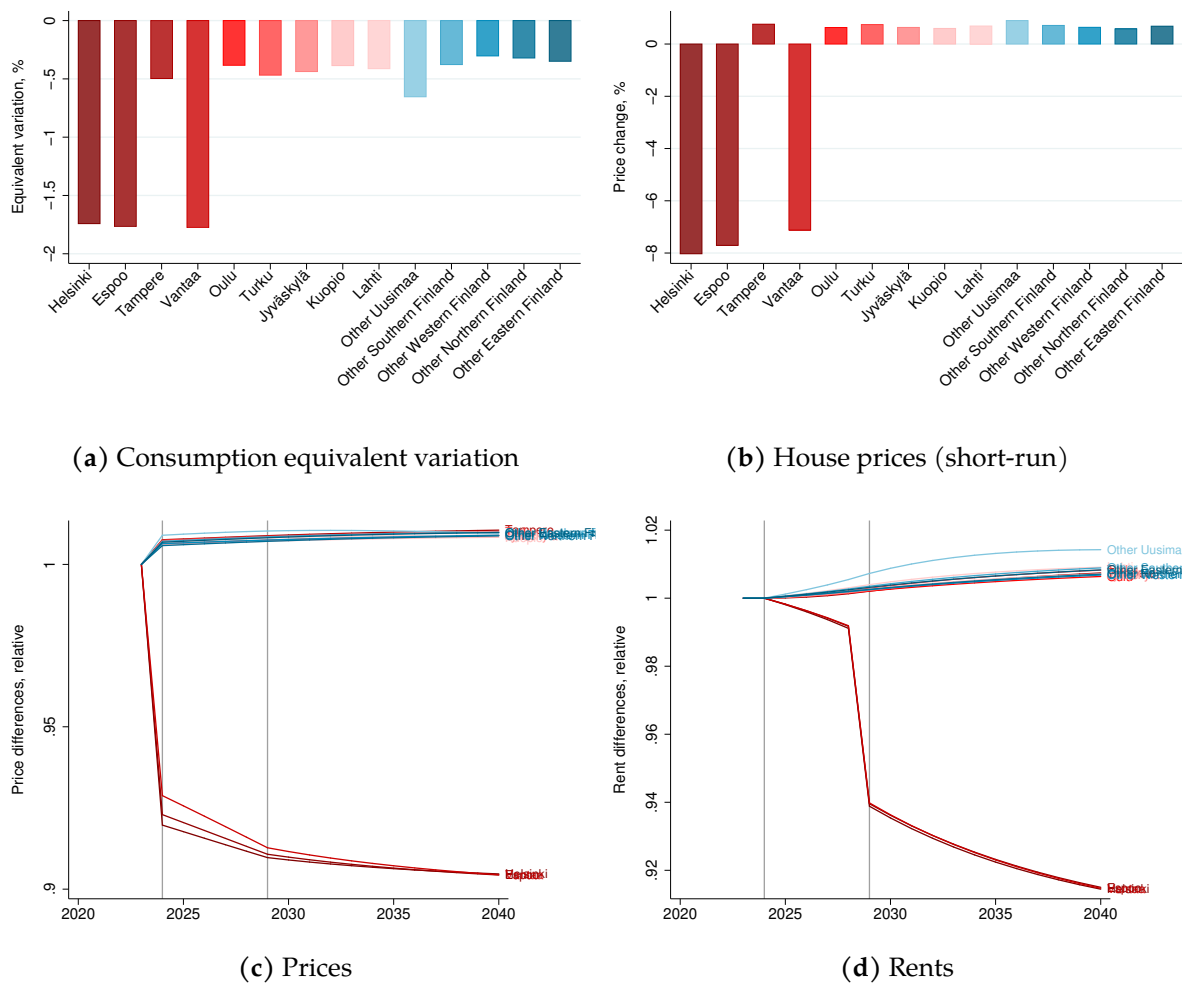 Equivalent variation, %
0
-.5
-1
-1.5
-2
Helsinki
Espoo
Tampere
Vantaa
Oulu
Turku
Jyväskylä
Kuopio
Lahti
Other Uusimaa
Other Southern Finland
Other Western Finland
Other Northern Finland
Other Eastern Finland
(a) Consumption equivalent variation
Price change, %
0
-2
-4
-6
-8
Helsinki
Espoo
Tampere
Vantaa
Oulu
Turku
Jyväskylä
Kuopio
Lahti
Other Uusimaa
Other Southern Finland
Other Western Finland
Other Northern Finland
Other Eastern Finland
(b) House prices (short-run)
Price differences, relative
1
.95
.9
2020
2025
2030
2035
2040
(c) Prices
Rent differences, relative
1.02
1
.98
.96
.94
.92
2020
2025
2030
2035
2040
Other Uusima
(d) Rents